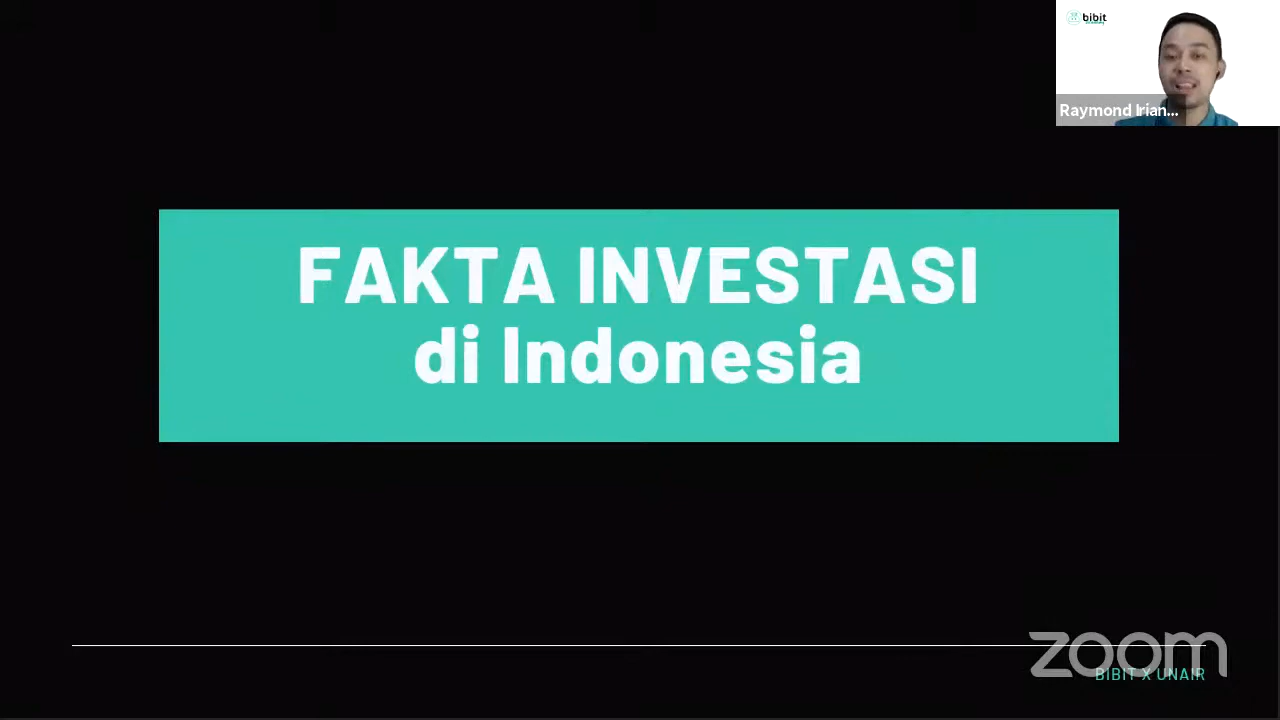 bibit
Raymond Irian...
FAKTA INVESTASI
di Indonesia
zoom
BIBIT X UNAIR